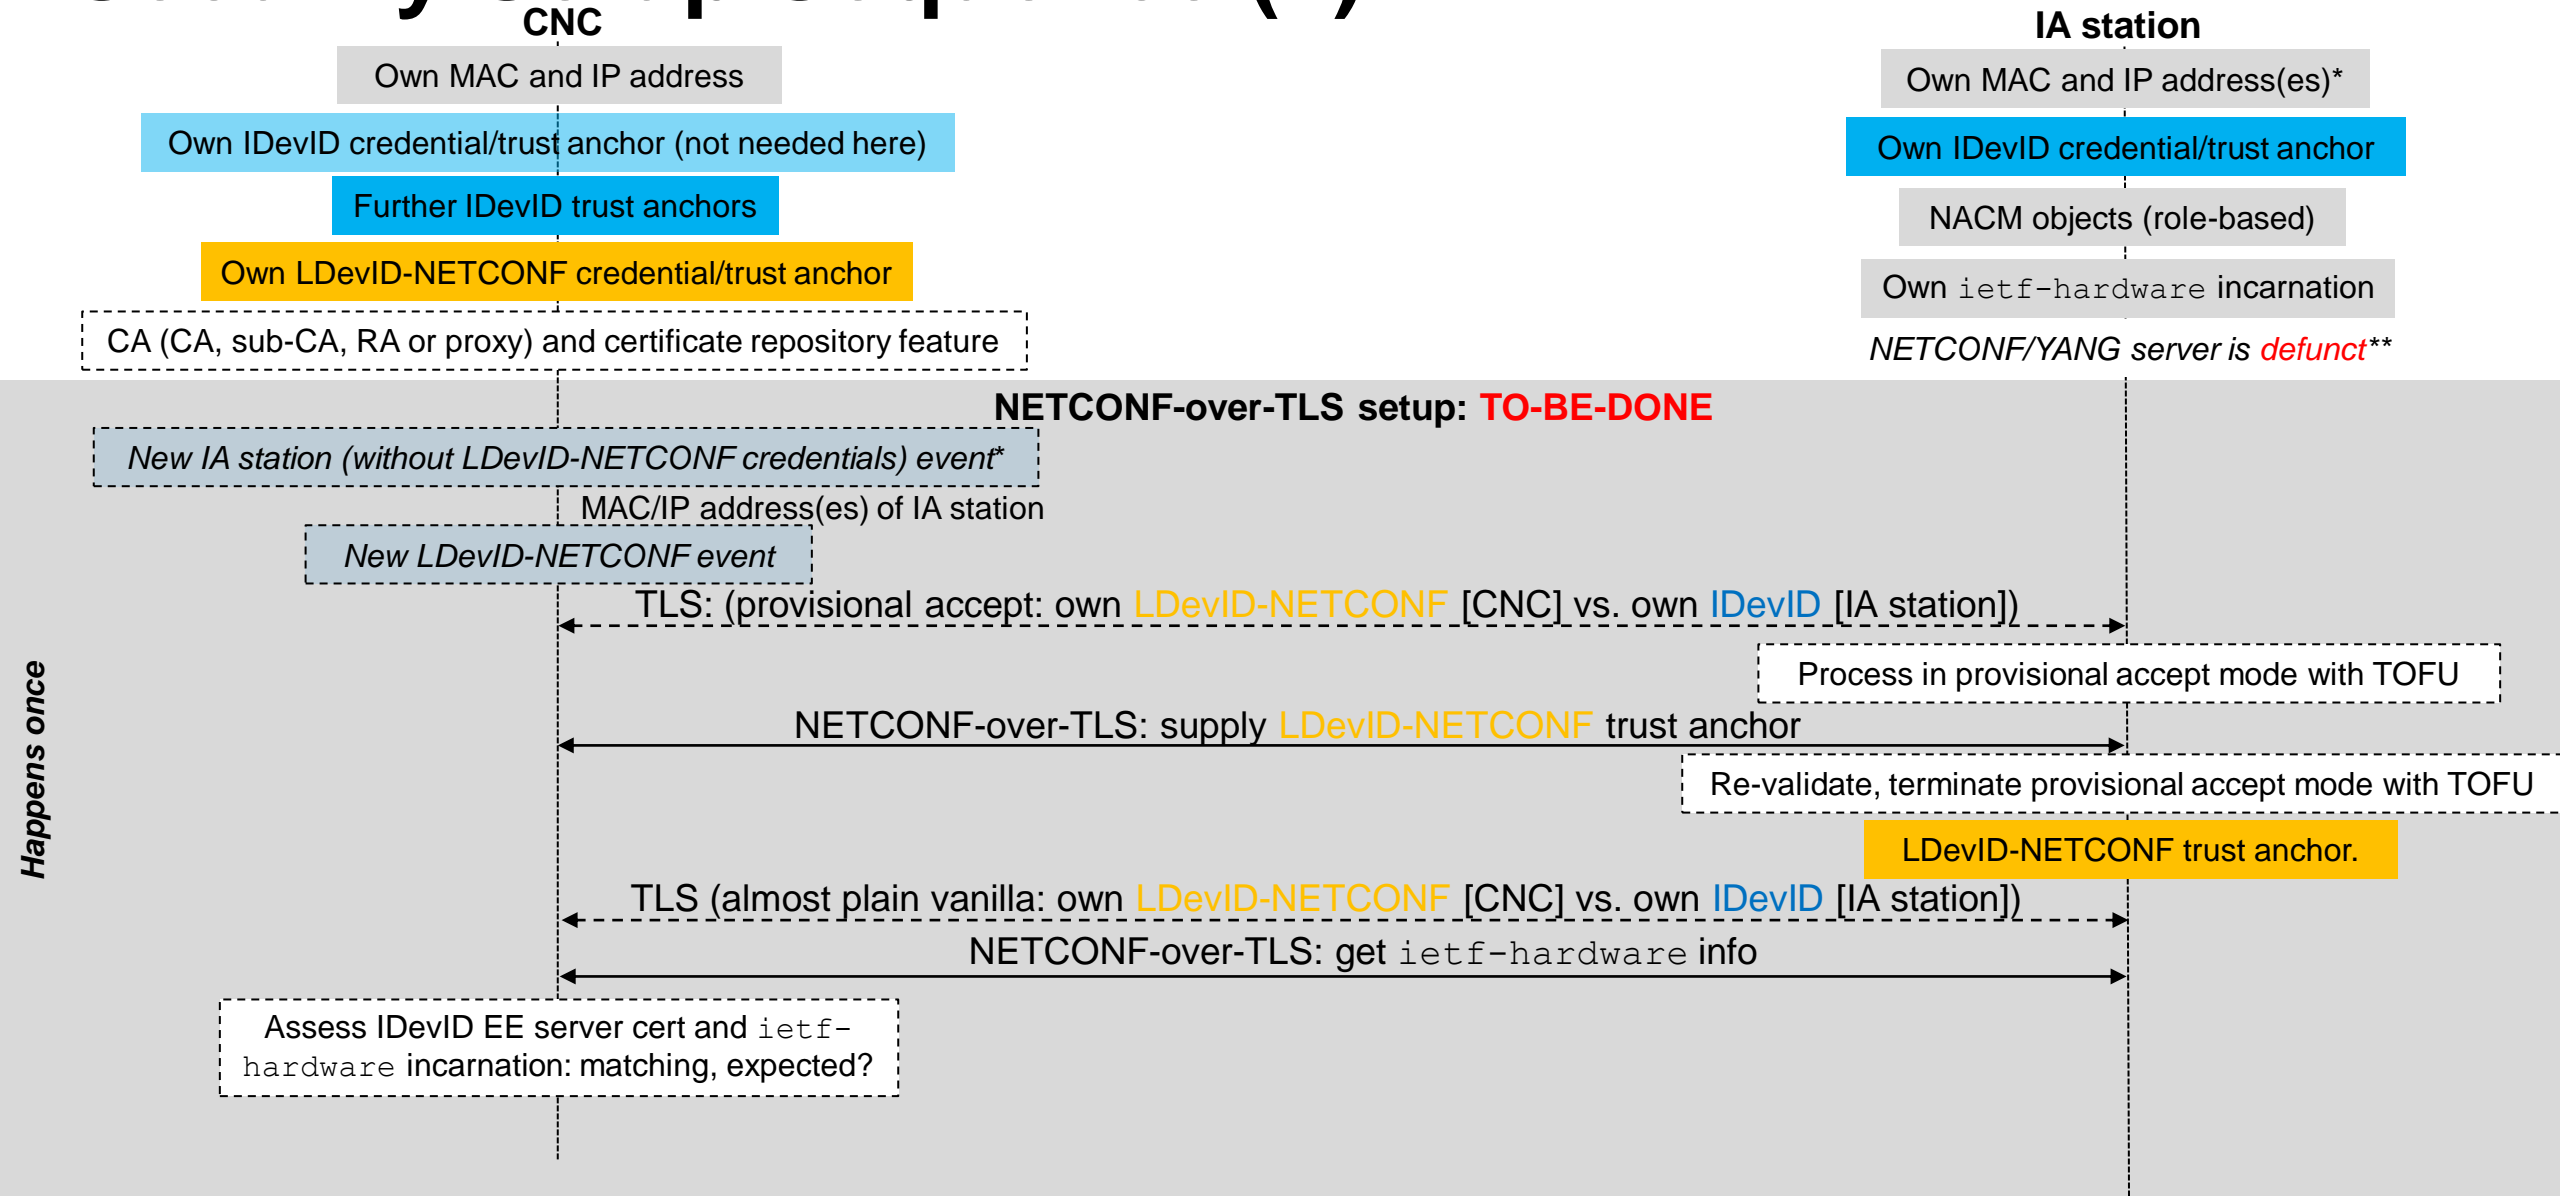 CNC
IA station
Own MAC and IP address
Own MAC and IP address(es)*
Own IDevID credential/trust anchor (not needed here)
Own IDevID credential/trust anchor
Further IDevID trust anchors
NACM objects (role-based)
Own LDevID-NETCONF credential/trust anchor
Own ietf-hardware incarnation
CA (CA, sub-CA, RA or proxy) and certificate repository feature
NETCONF/YANG server is defunct**
NETCONF-over-TLS setup: TO-BE-DONE
New IA station (without LDevID-NETCONF credentials) event*
MAC/IP address(es) of IA station
New LDevID-NETCONF event
TLS: (provisional accept: own LDevID-NETCONF [CNC] vs. own IDevID [IA station])
Process in provisional accept mode with TOFU
Happens once
NETCONF-over-TLS: supply LDevID-NETCONF trust anchor
Re-validate, terminate provisional accept mode with TOFU
LDevID-NETCONF trust anchor.
TLS (almost plain vanilla: own LDevID-NETCONF [CNC] vs. own IDevID [IA station])
NETCONF-over-TLS: get ietf-hardware info
Assess IDevID EE server cert and ietf-
hardware incarnation: matching, expected?